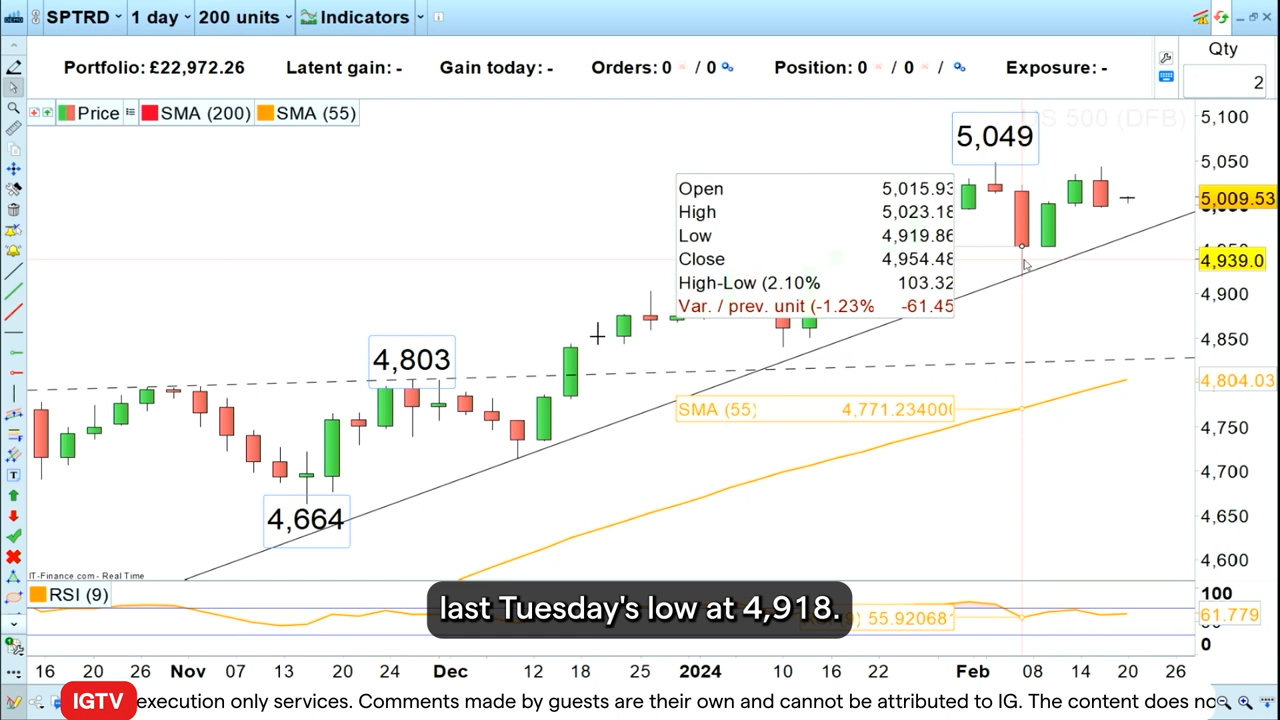 SPTRD 1 day 200 units Indicators
Portfolio: £22,972.26 Latent gain: - Gain today: - Orders: 0 / 0 Position: 0 / 0 / Exposure: -
Qty
2
Price SMA (200) SMA (55)
US 500 (DFB)
5,049
Open 5,015.93
High 5,023.18
Low 4,919.86
Close 4,954.48
High-Low (2.10% 103.32
Var. / prev. unit (-1.23% -61.45
4,803
4,664
SMA (55) 4,771.23400
5,100
5,050
5,009.53
4,939.0
4,900
4,850
4,804.03
4,750
4,700
4,650
4,600
IT-Finance.com - Real Time
RSI (9)
55.92068
100
61.779
0
last Tuesday's low at 4,918.
16 20 26 Nov 07 13 20 24 Dec 12 18 2024 10 16 22 Feb 08 14 20 26
IGTV
execution only services. Comments made by guests are their own and cannot be attributed to IG. The content does no